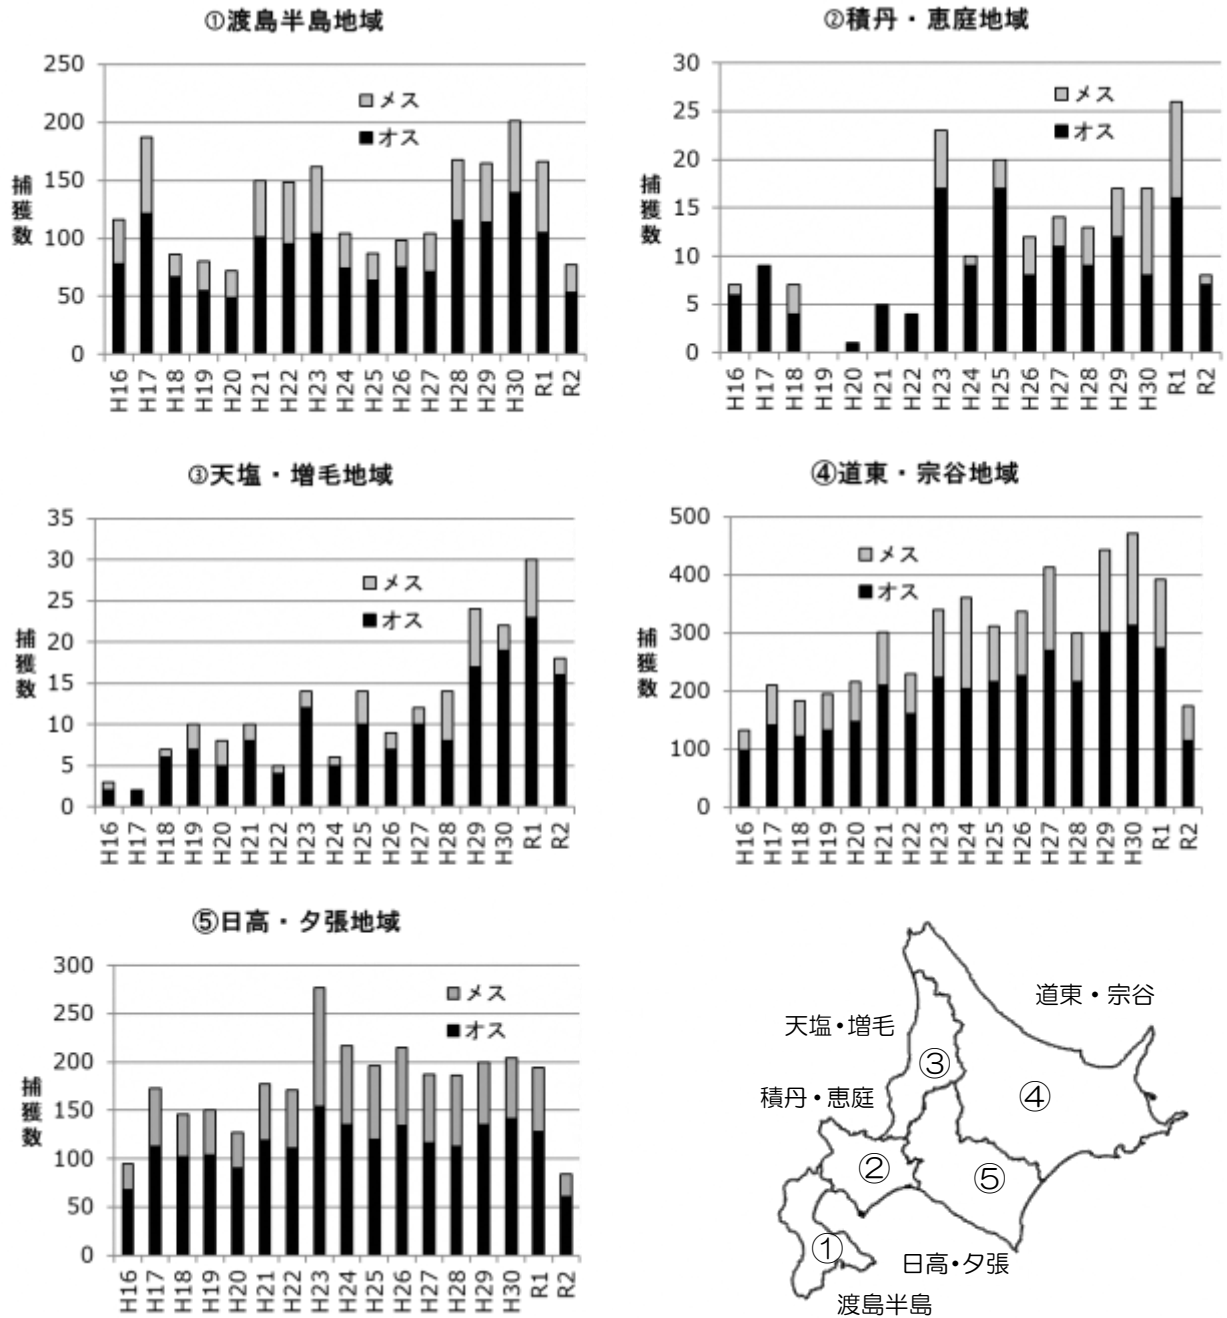 ①渡島半島地域
250
200
150
100
50
0
捕獲数
メス
オス
H16 H17 H18 H19 H20 H21 H22 H23 H24 H25 H26 H27 H28 H29 H30 R1 R2
②積丹・恵庭地域
30
25
20
15
10
5
0
捕獲数
メス
オス
H16 H17 H18 H19 H20 H21 H22 H23 H24 H25 H26 H27 H28 H29 H30 R1 R2
③天塩・増毛地域
35
30
25
20
15
10
5
0
捕獲数
メス
オス
H16 H17 H18 H19 H20 H21 H22 H23 H24 H25 H26 H27 H28 H29 H30 R1 R2
④道東・宗谷地域
500
400
300
200
100
0
捕獲数
メス
オス
H16 H17 H18 H19 H20 H21 H22 H23 H24 H25 H26 H27 H28 H29 H30 R1 R2
⑤日高・夕張地域
300
250
200
150
100
50
0
捕獲数
メス
オス
H16 H17 H18 H19 H20 H21 H22 H23 H24 H25 H26 H27 H28 H29 H30 R1 R2
道東・宗谷
天塩・増毛
③
積丹・恵庭
④
②
⑤
①
日高・夕張
渡島半島